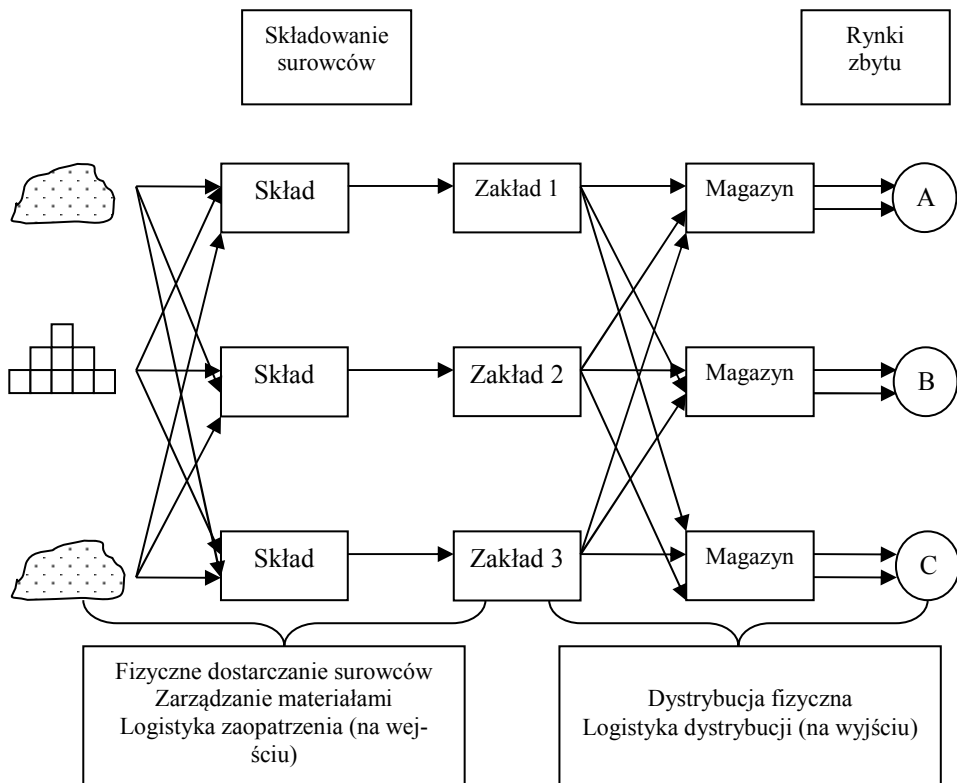 Składowanie
surowców
Rynki
zbytu
Skład
Zakład 1
Magazyn
A
Skład
Zakład 2
Magazyn
B
Skład
Zakład 3
Magazyn
C
Fizyczne dostarczanie surowców
Zarządzanie materiałami
Logistyka zaopatrzenia (na wej-
ściu)
Dystrybucja fizyczna
Logistyka dystrybucji (na wyjściu)